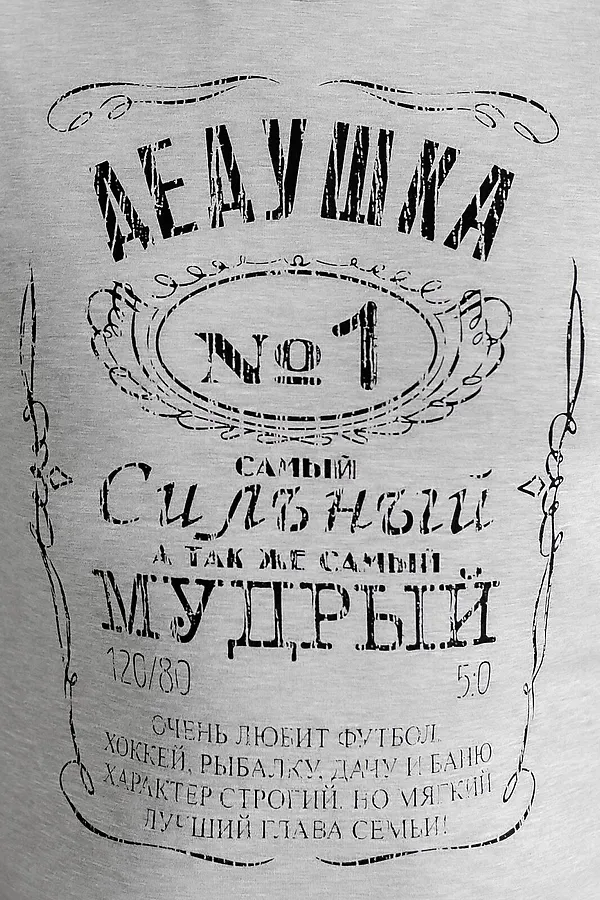 ДЕДУШКА
№1
САМЫЙ
Сильный
А ТАК ЖЕ САМЫЙ
МУДРЫЙ
120/80 5:0
ОЧЕНЬ ЛЮБИТ ФУТБОЛ,
ХОККЕЙ, РЫБАЛКУ, ДАЧУ И БАНЮ
ХАРАКТЕР СТРОГИЙ, НО МЯГКИЙ
ЛУЧШИЙ ГЛАВА СЕМЬИ!